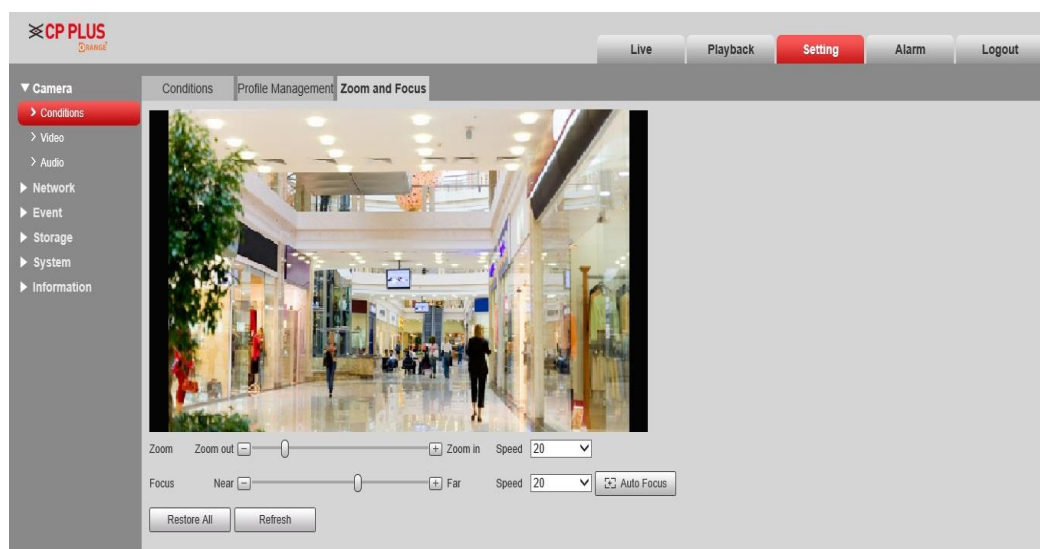 CP PLUS
ORANGE
Live Playback Setting Alarm Logout
Camera
Conditions
Video
Audio
Network
Event
Storage
System
Information
Conditions Profile Management Zoom and Focus
Zoom Zoom out Zoom in Speed 20
Focus Near Far Speed 20 Auto Focus
Restore All Refresh